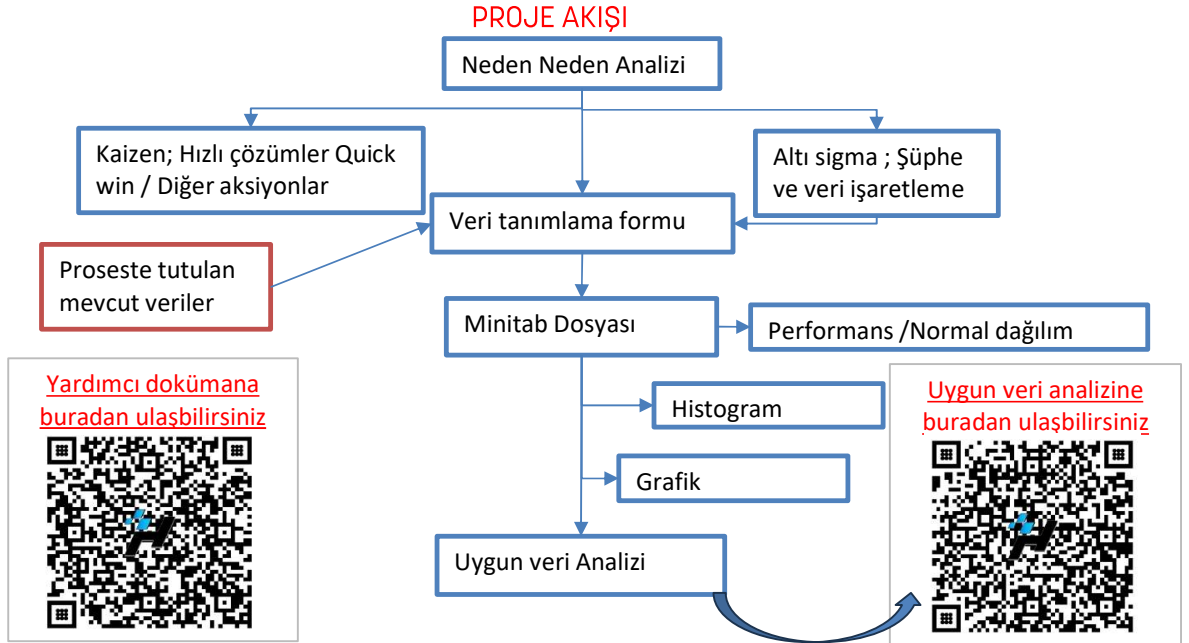 PROJE AKIŞI
Neden Neden Analizi
Kaizen; Hızlı çözümler Quick
win / Diğer aksiyonlar
Altı sigma ; Şüphe
ve veri işaretleme
Veri tanımlama formu
Proseste tutulan
mevcut veriler
Minitab Dosyası
Performans /Normal dağılım
Yardımcı dokümana
buradan ulaşbilirsiniz
Histogram
Grafik
Uygun veri Analizi
Uygun veri analizine
buradan ulaşbilirsiniz